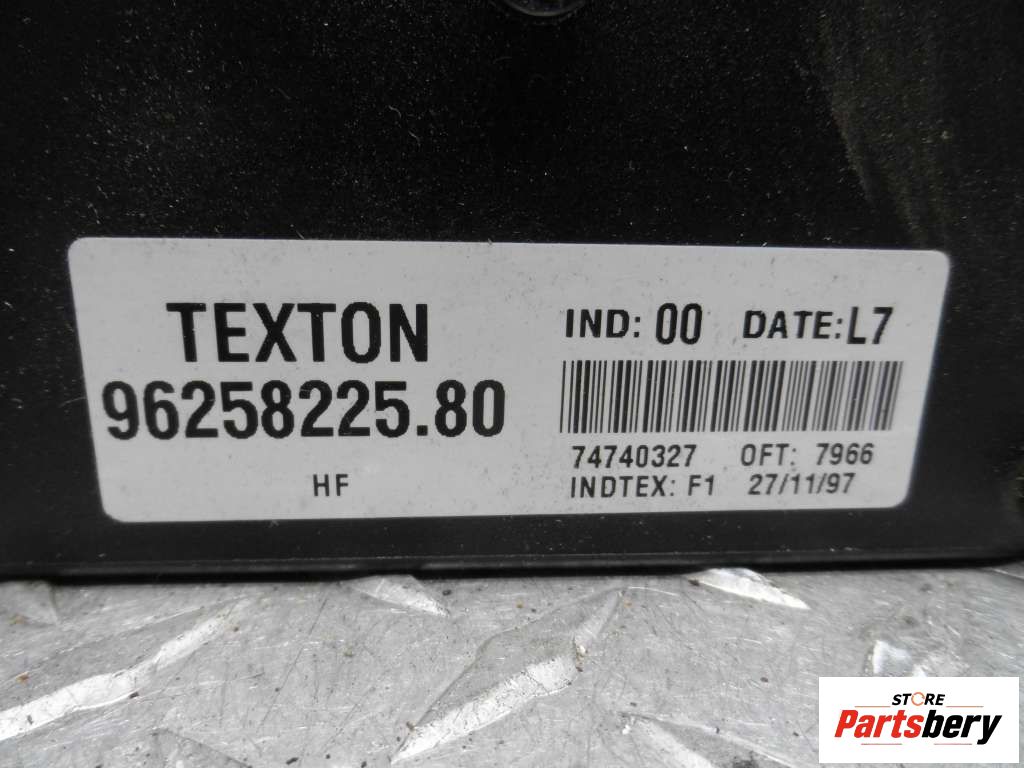 TEXTON
96258225.80
HF
IND: 00 DATE: L7
74740327 OFT: 7966
INDTEX: F1 27/11/97
STORE
Partsbery